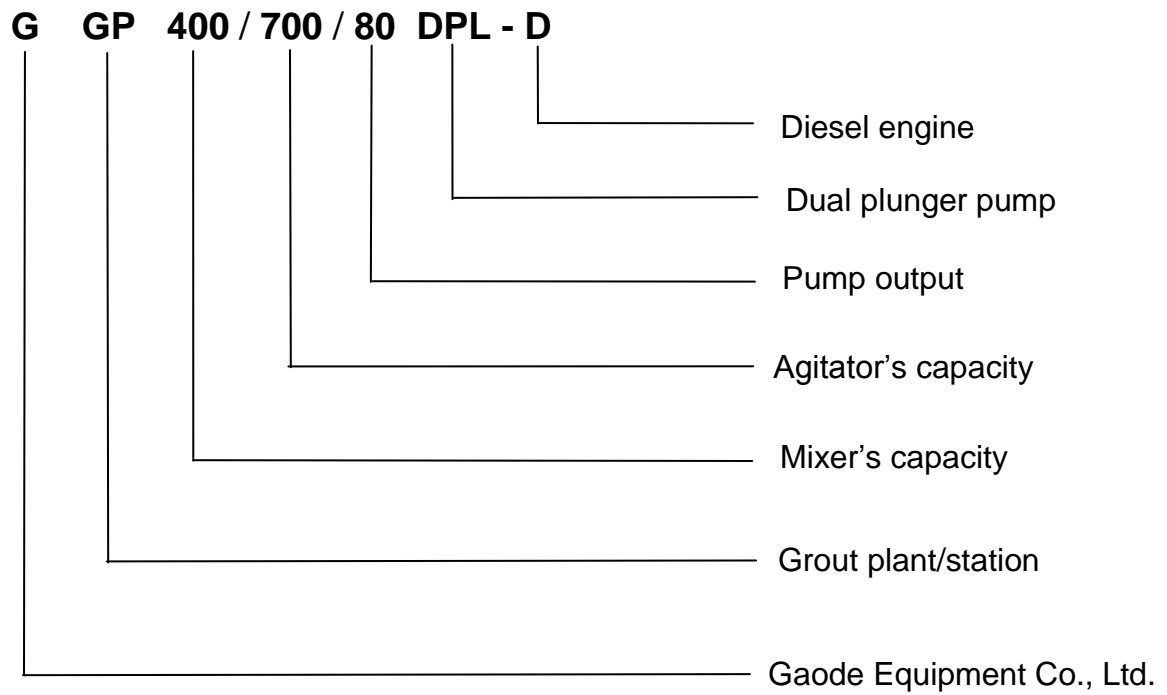 G GP 400 / 700 / 80 DPL - D
Diesel engine
Dual plunger pump
Pump output
Agitator’s capacity
Mixer’s capacity
Grout plant/station
Gaode Equipment Co., Ltd.